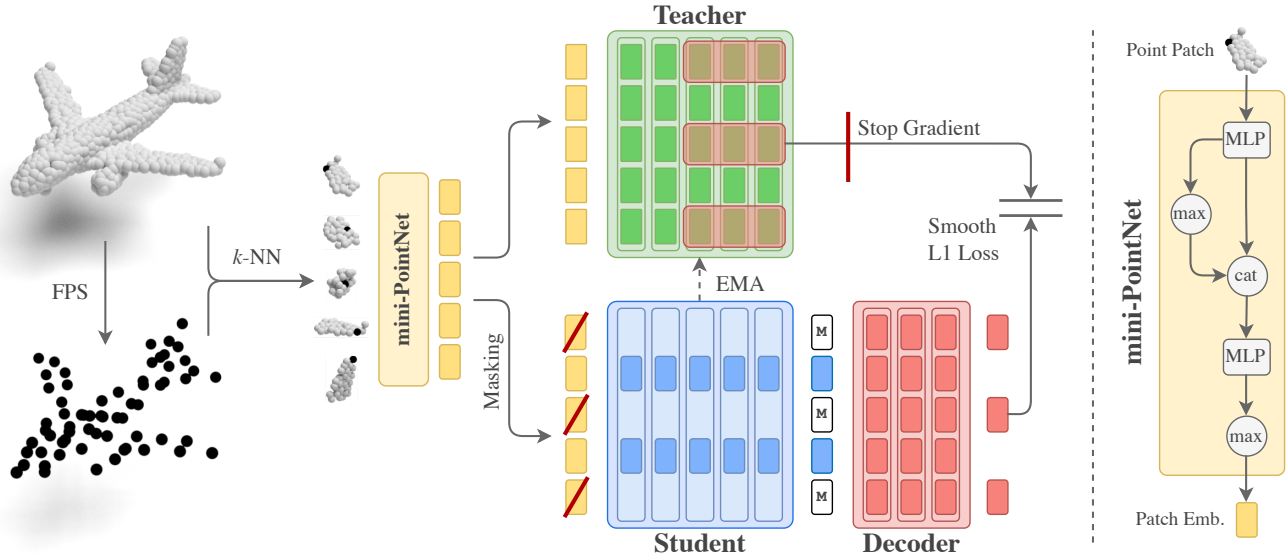 Teacher
Point Patch
Stop Gradient
MLP
k-NN
max
Smooth
L1 Loss
FPS
mini-PointNet
EMA
cat
mini-PointNet
Masking
M
MLP
M
max
M
Patch Emb.
Student
Decoder